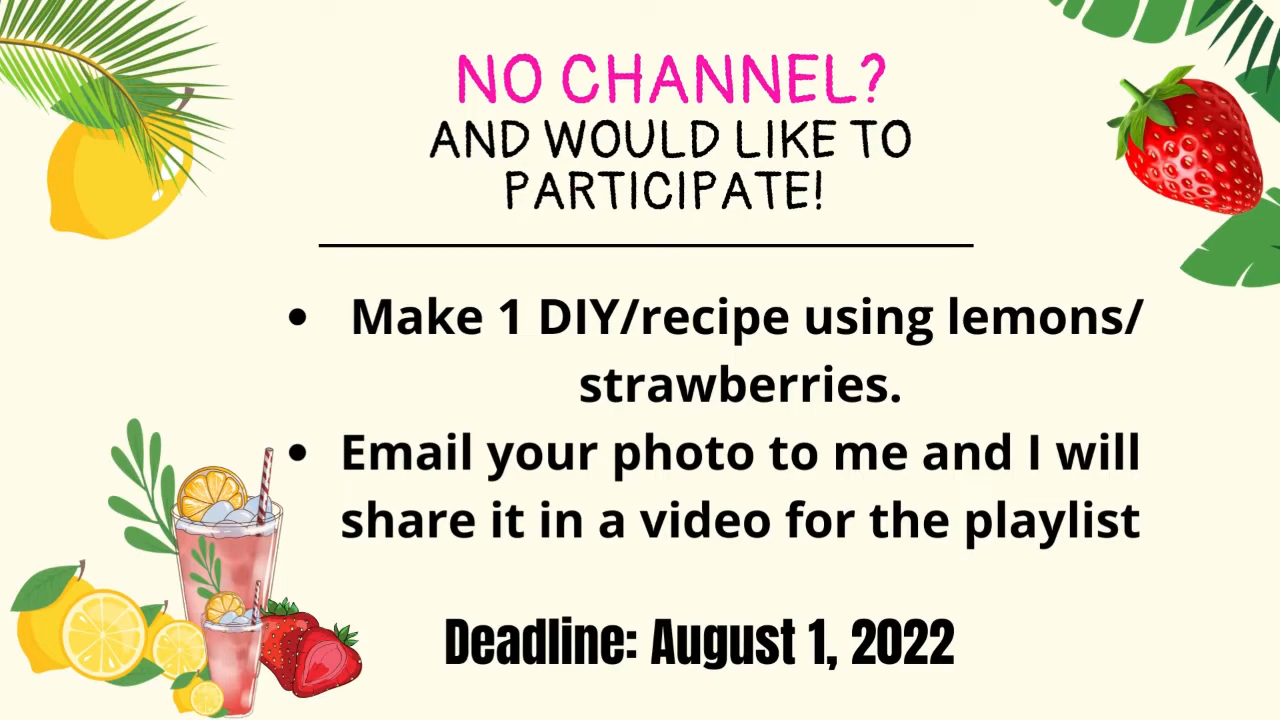 NO CHANNEL?
AND WOULD LIKE TO
PARTICIPATE!
• Make 1 DIY/recipe using lemons/
strawberries.
• Email your photo to me and I will
share it in a video for the playlist
Deadline: August 1, 2022